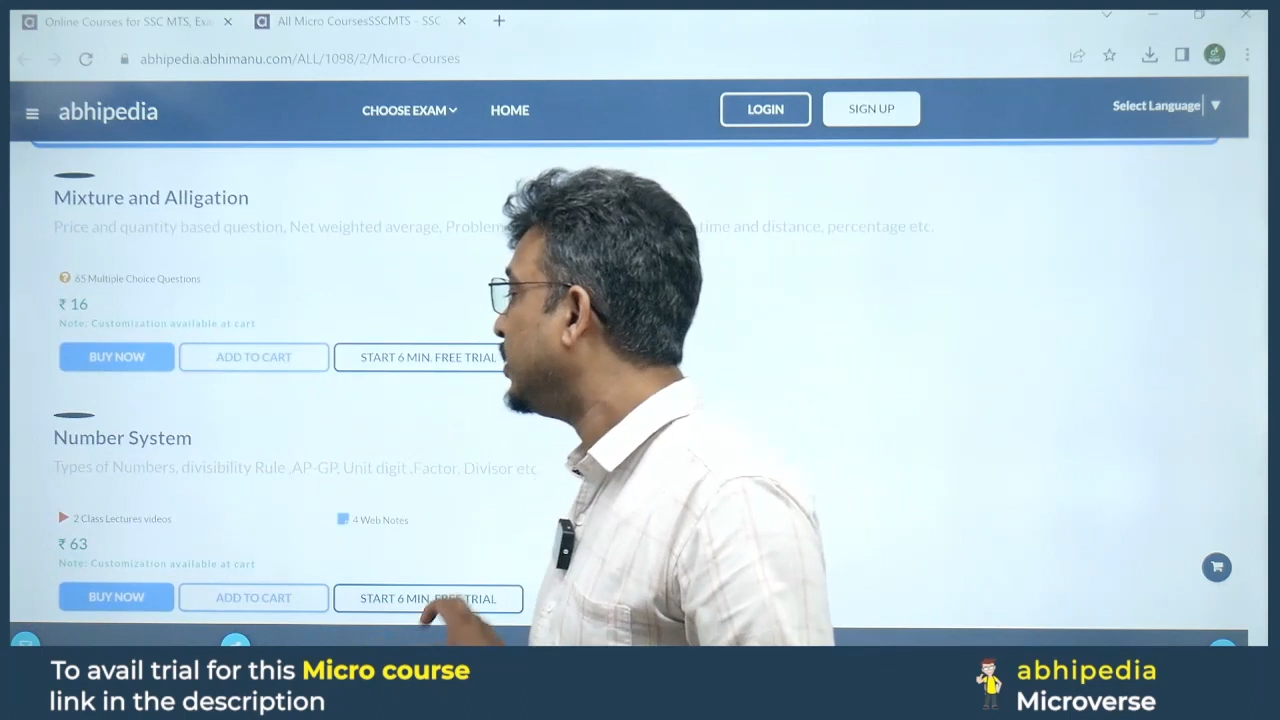 Online Courses for SSC MTS, Exa
All Micro CoursesSSCMTS - SSC
abhipedia.abhimanu.com/ALL/1098/2/Micro-Courses
abhipedia
CHOOSE EXAM
HOME
LOGIN
SIGN UP
Select Language
Mixture and Alligation
Price and quantity based question, Net weighted average, Problem time and distance, percentage etc.
65 Multiple Choice Questions
₹ 16
Note: Customization available at cart
BUY NOW
ADD TO CART
START 6 MIN. FREE TRIAL
Number System
Types of Numbers, divisibility Rule ,AP-GP, Unit digit ,Factor, Divisor etc
2 Class Lectures videos
4 Web Notes
₹ 63
Note: Customization available at cart
BUY NOW
ADD TO CART
START 6 MIN. FREE TRIAL
To avail trial for this Micro course
link in the description
abhipedia
Microverse